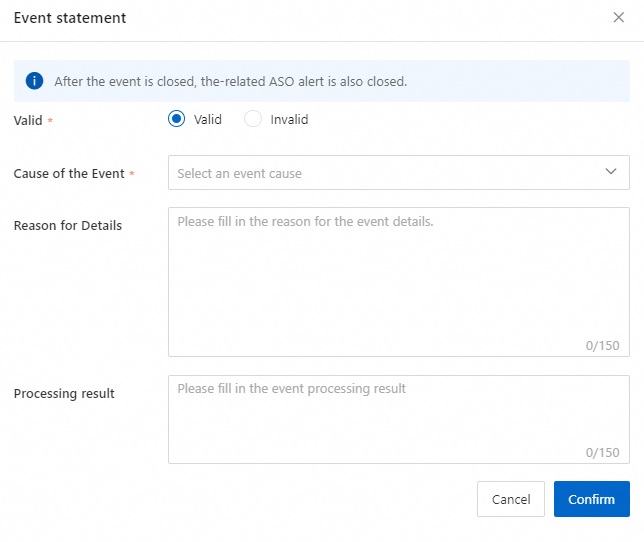 Event statement
After the event is closed, the-related ASO alert is also closed.
Valid *
Valid
Invalid
Cause of the Event *
Select an event cause
Reason for Details
Please fill in the reason for the event details.
0/150
Processing result
Please fill in the event processing result
0/150
Cancel
Confirm